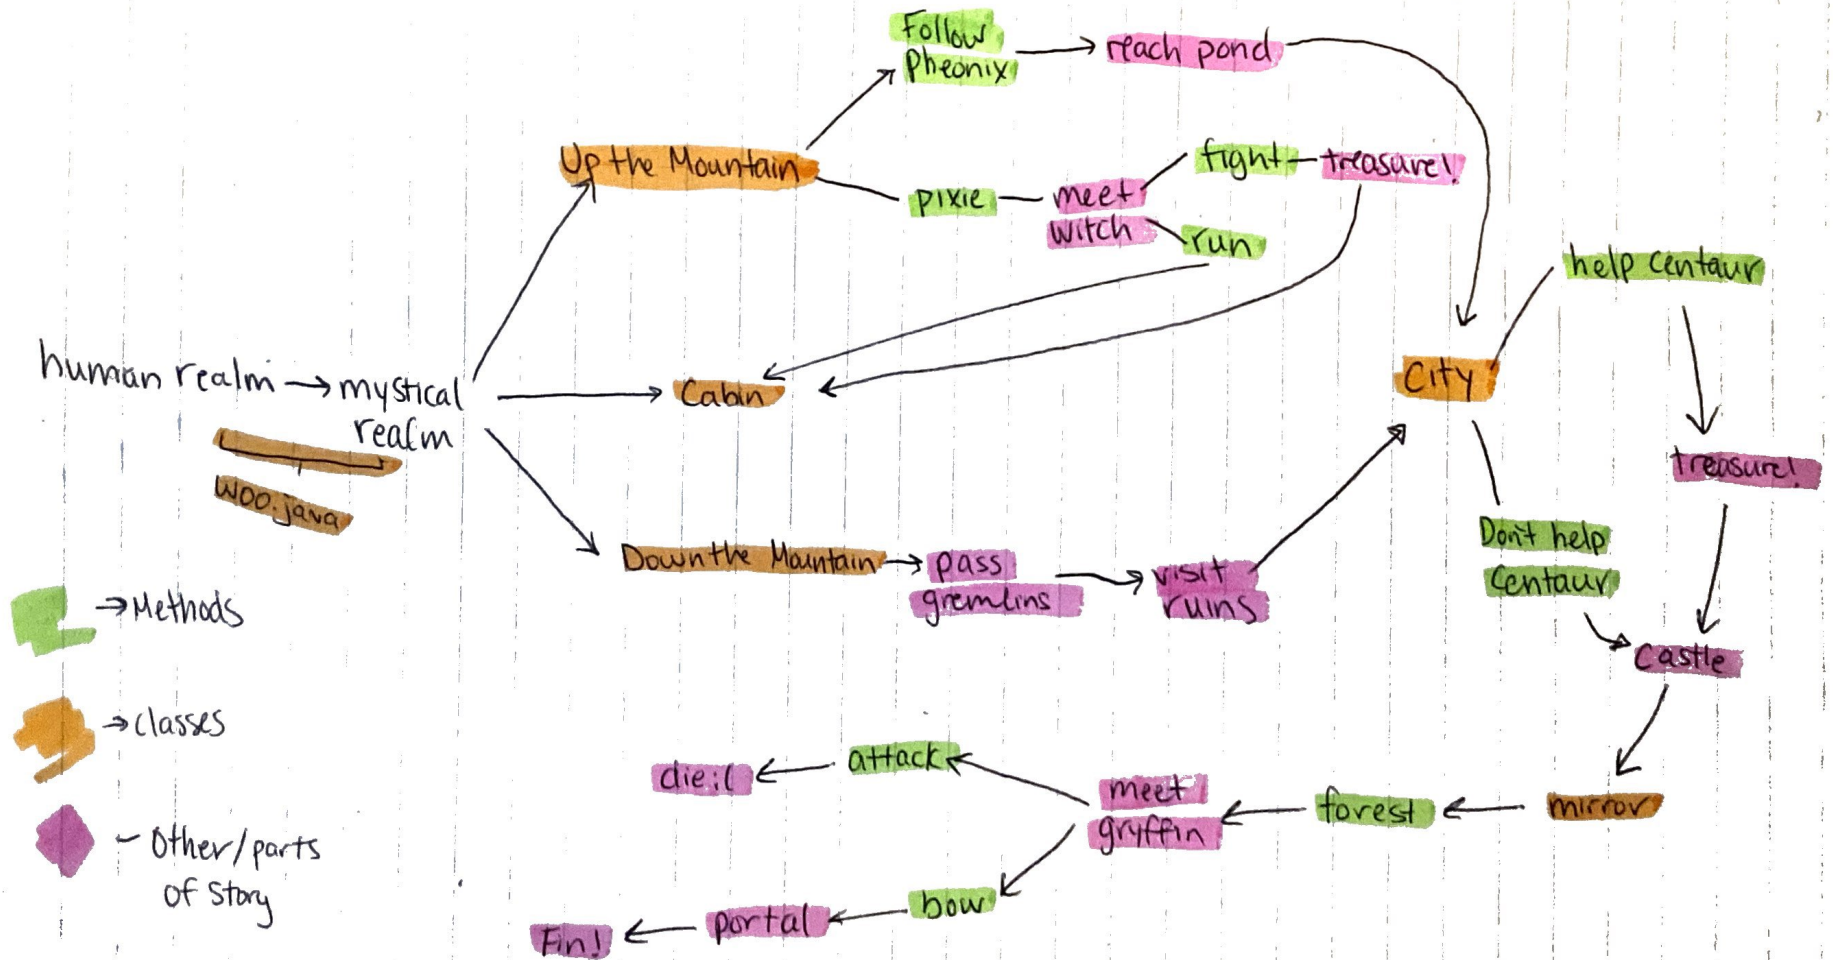 Follow
Pheonix
reach pond
Up the Mountain
fight
treasure!
pixie
meet
witch
run
help centaur
human realm
mystical
realm
Cabin
City
woo.java
treasure!
Down the Mountain
pass
gremlins
visit
ruins
Don't help
Centaur
Methods
castle
classes
die :(
attack
meet
gryffin
forest
mirror
Other/parts
of Story
bow
portal
Fin!